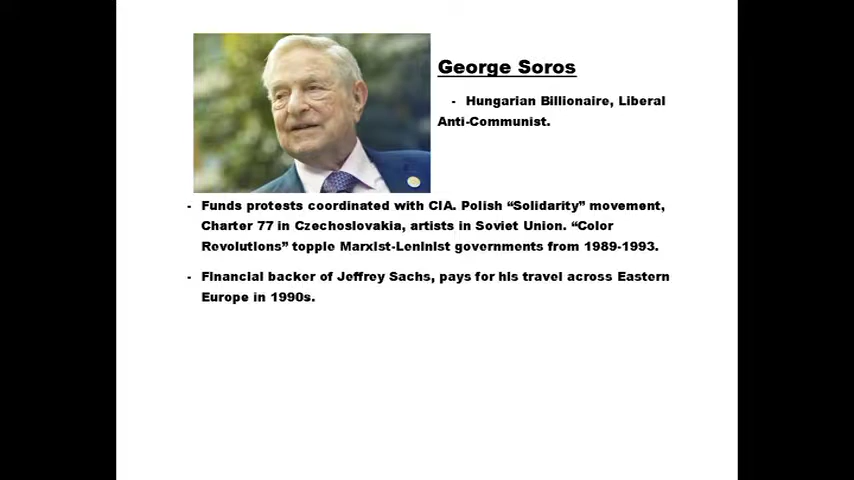 George Soros
- Hungarian Billionaire, Liberal
Anti-Communist.
- Funds protests coordinated with CIA. Polish “Solidarity” movement,
Charter 77 in Czechoslovakia, artists in Soviet Union. “Color
Revolutions” topple Marxist-Leninist governments from 1989-1993.
- Financial backer of Jeffrey Sachs, pays for his travel across Eastern
Europe in 1990s.